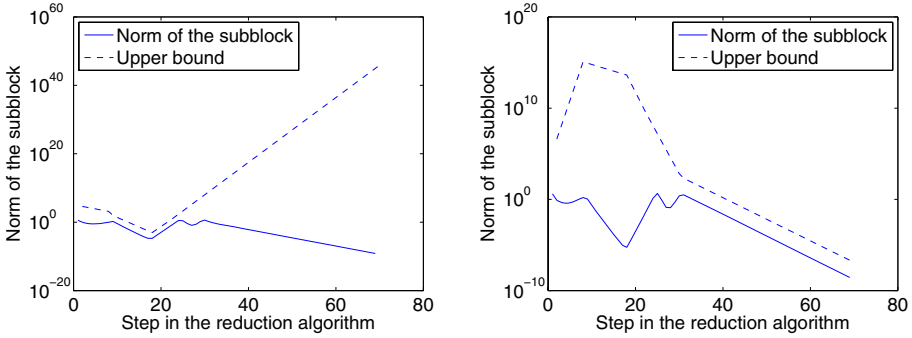 10^60
10^40
10^20
10^0
10^-20
Norm of the subblock
Norm of the subblock
Upper bound
0 20 40 60 80
Step in the reduction algorithm
10^20
10^10
10^0
10^-10
Norm of the subblock
Norm of the subblock
Upper bound
0 20 40 60 80
Step in the reduction algorithm